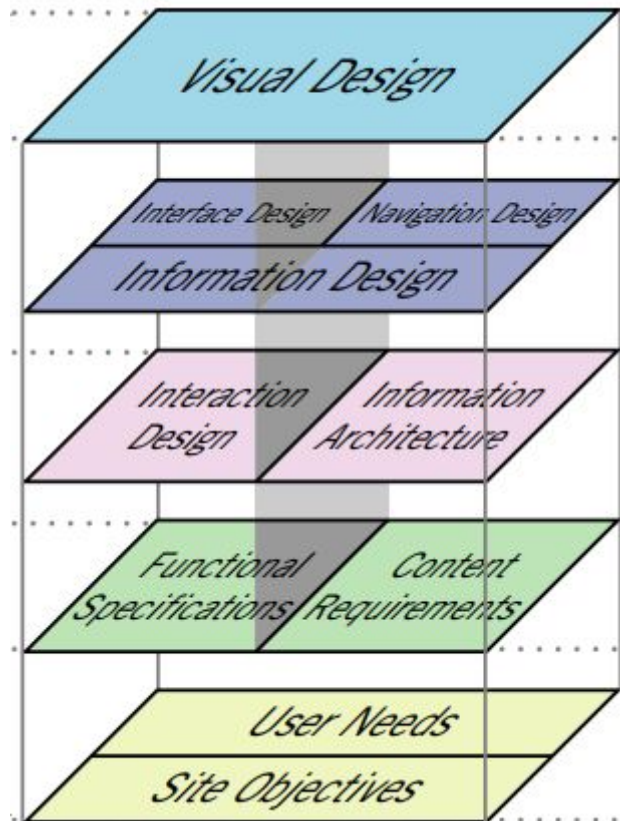 Visual Design
Interface Design
Navigation Design
Information Design
Interaction
Design
Information
Architecture
Functional
Specifications
Content
Requirements
User Needs
Site Objectives